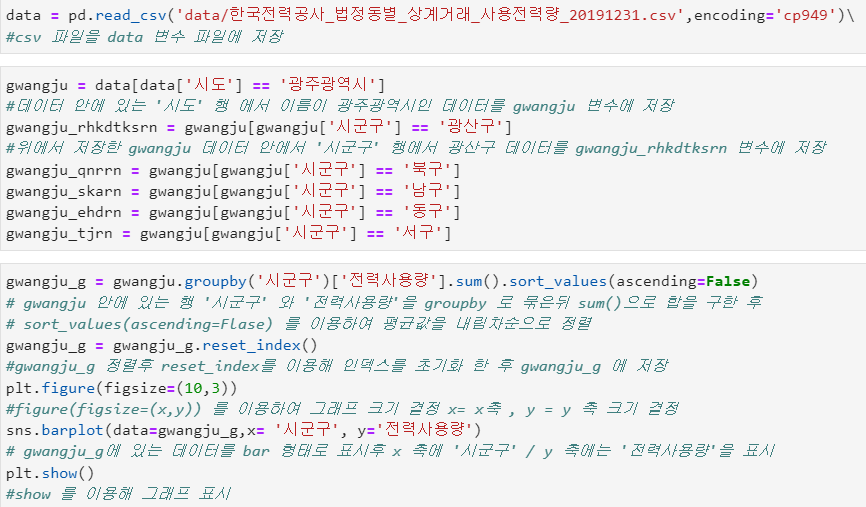 data = pd.read_csv('data/한국전력공사_법정동별_상계거래_사용전력량_20191231.csv',encoding='cp949')\
#csv 파일을 data 변수 파일에 저장
gwangju = data[data['시도'] == '광주광역시']
#데이터 안에 있는 '시도' 행 에서 이름이 광주광역시인 데이터를 gwangju 변수에 저장
gwangju_rhkdtksrn = gwangju[gwangju['시군구'] == '광산구']
#위에서 저장한 gwangju 데이터 안에서 '시군구' 행에서 광산구 데이터를 gwangju_rhkdtksrn 변수에 저장
gwangju_qnrrn = gwangju[gwangju['시군구'] == '북구']
gwangju_skarn = gwangju[gwangju['시군구'] == '남구']
gwangju_ehdrn = gwangju[gwangju['시군구'] == '동구']
gwangju_tjrn = gwangju[gwangju['시군구'] == '서구']
gwangju_g = gwangju.groupby('시군구')['전력사용량'].sum().sort_values(ascending=False)
# gwangju 안에 있는 행 '시군구' 와 '전력사용량'을 groupby 로 묶은뒤 sum()으로 합을 구한 후
# sort_values(ascending=Flase) 를 이용하여 평균값을 내림차순으로 정렬
gwangju_g = gwangju_g.reset_index()
#gwangju_g 정렬후 reset_index를 이용해 인덱스를 초기화 한 후 gwangju_g 에 저장
plt.figure(figsize=(10,3))
#figure(figsize=(x,y)) 를 이용하여 그래프 크기 결정 x= x축 , y = y 축 크기 결정
sns.barplot(data=gwangju_g,x= '시군구', y='전력사용량')
# gwangju_g에 있는 데이터를 bar 형태로 표시후 x 축에 '시군구' / y 축에는 '전력사용량'을 표시
plt.show()
#show 를 이용해 그래프 표시